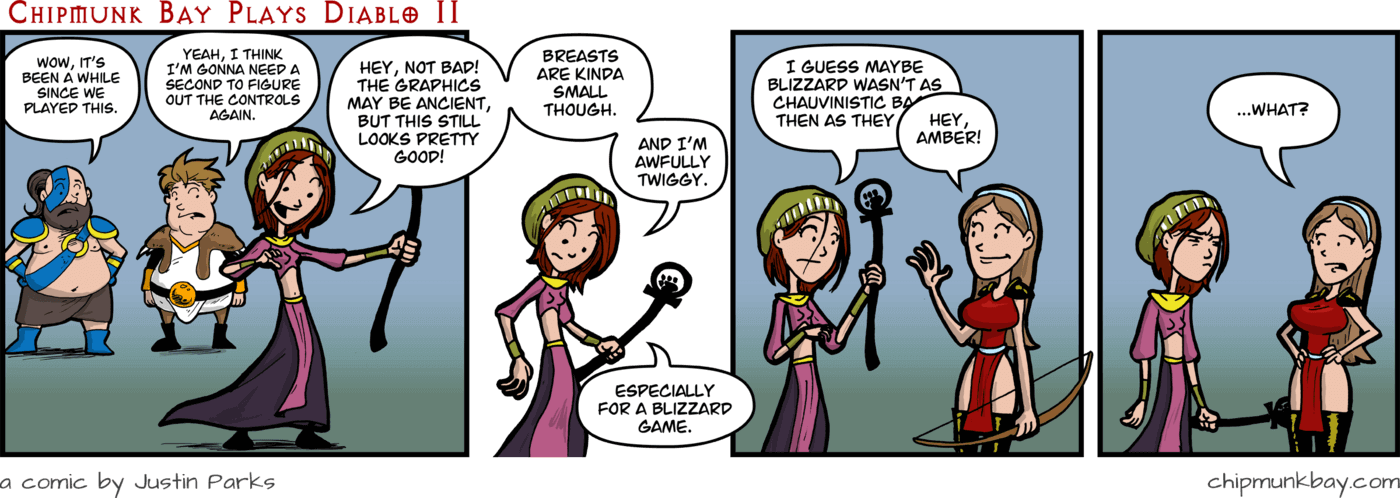 Chipmunk Bay Plays Diablo II
WOW, IT'S
BEEN A WHILE
SINCE WE
PLAYED THIS.
YEAH, I THINK
I'M GONNA NEED A
SECOND TO FIGURE
OUT THE CONTROLS
AGAIN.
HEY, NOT BAD!
THE GRAPHICS
MAY BE ANCIENT,
BUT THIS STILL
LOOKS PRETTY
GOOD!
BREASTS
ARE KINDA
SMALL
THOUGH.
AND I'M
AWFULLY
TWIGGY.
ESPECIALLY
FOR A BLIZZARD
GAME.
I GUESS MAYBE
BLIZZARD WASN'T AS
CHAUVINISTIC
THEN AS THEY
HEY,
AMBER!
...WHAT?
a comic by Justin Parks
chipmunkbay.com